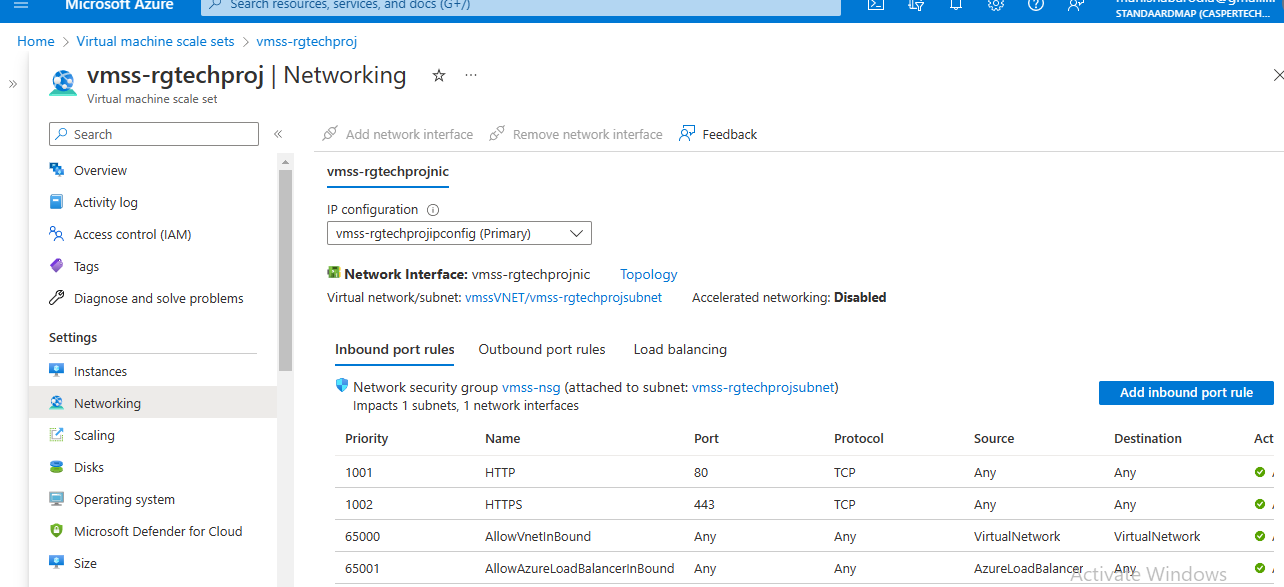 Microsoft Azure
Search resources, services, and docs (G+/)
STANDAARDMAP (CASPERTECH...
Home > Virtual machine scale sets > vmss-rgtechproj
vmss-rgtechproj | Networking
Virtual machine scale set
Search
Add network interface Remove network interface Feedback
Overview
Activity log
Access control (IAM)
Tags
Diagnose and solve problems
Settings
Instances
Networking
Scaling
Disks
Operating system
Microsoft Defender for Cloud
Size
vmss-rgtechprojnic
IP configuration
vmss-rgtechprojipconfig (Primary)
Network Interface: vmss-rgtechprojnic Topology
Virtual network/subnet: vmssVNET/vmss-rgtechprojsubnet Accelerated networking: Disabled
Inbound port rules Outbound port rules Load balancing
Network security group vmss-nsg (attached to subnet: vmss-rgtechprojsubnet)
Impacts 1 subnets, 1 network interfaces
Add inbound port rule
Priority Name Port Protocol Source Destination Act
1001 HTTP 80 TCP Any Any
1002 HTTPS 443 TCP Any Any
65000 AllowVnetInBound Any Any VirtualNetwork VirtualNetwork
65001 AllowAzureLoadBalancerInBound Any Any AzureLoadBalancer Any
Activate Windows